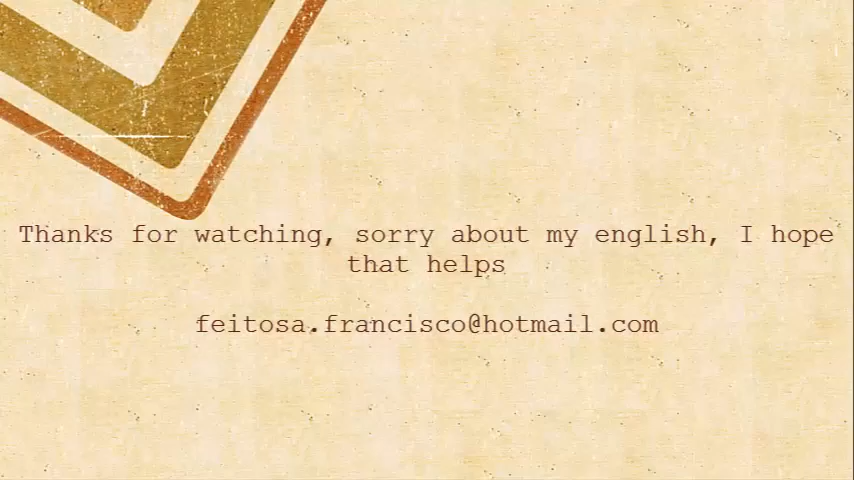 Thanks for watching, sorry about my english, I hope
that helps
feitosa.francisco@hotmail.com